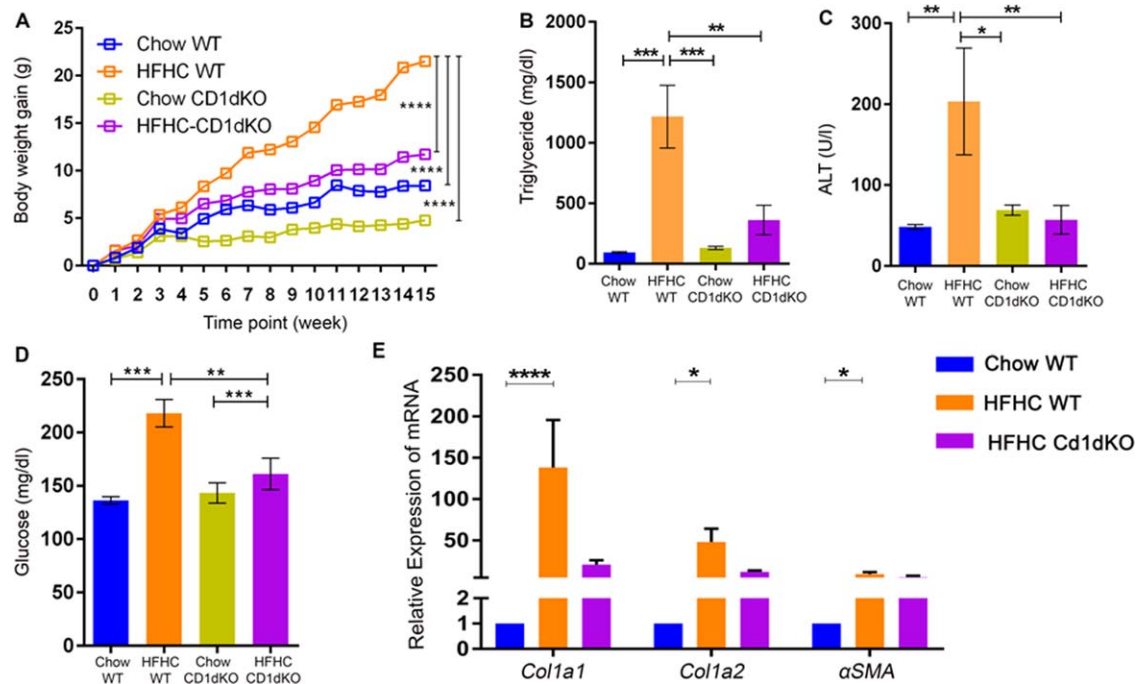 A
Chow WT
HFHC WT
Chow CD1dKO
HFHC-CD1dKO
Body weight gain (g)
25
20
15
10
5
0
0 1 2 3 4 5 6 7 8 9 10 11 12 13 14 15
Time point (week)
****
****
****
B
Triglyceride (mg/dl)
2000
1500
1000
500
0
**
*** ***
Chow WT
HFHC WT
Chow CD1dKO
HFHC CD1dKO
C
ALT (U/l)
300
200
100
0
** **
*
Chow WT
HFHC WT
Chow CD1dKO
HFHC CD1dKO
D
Glucose (mg/dl)
250
200
150
100
50
0
*** **
***
Chow WT
HFHC WT
Chow CD1dKO
HFHC CD1dKO
E
Relative Expression of mRNA
250
200
150
100
50
2
1
0
**** * *
Col1a1 Col1a2 αSMA
Chow WT
HFHC WT
HFHC Cd1dKO